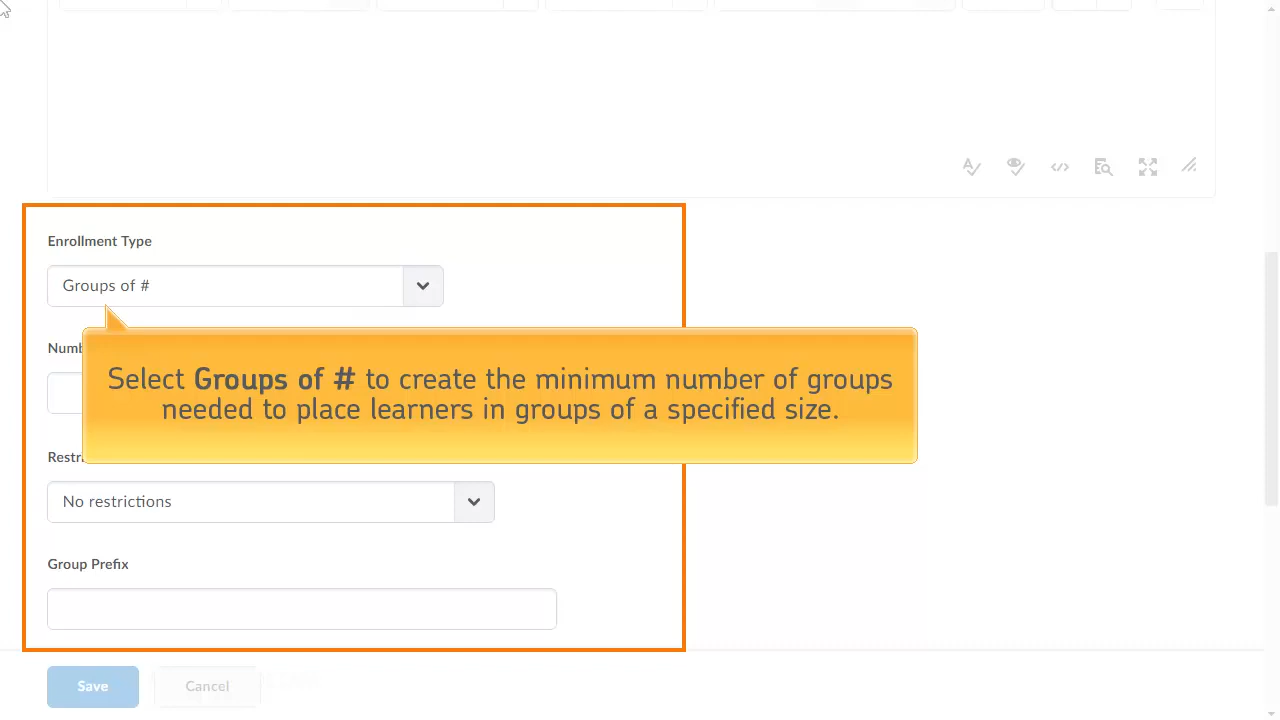 Enrollment Type
Groups of #
Select Groups of # to create the minimum number of groups
needed to place learners in groups of a specified size.
No restrictions
Group Prefix
Save
Cancel